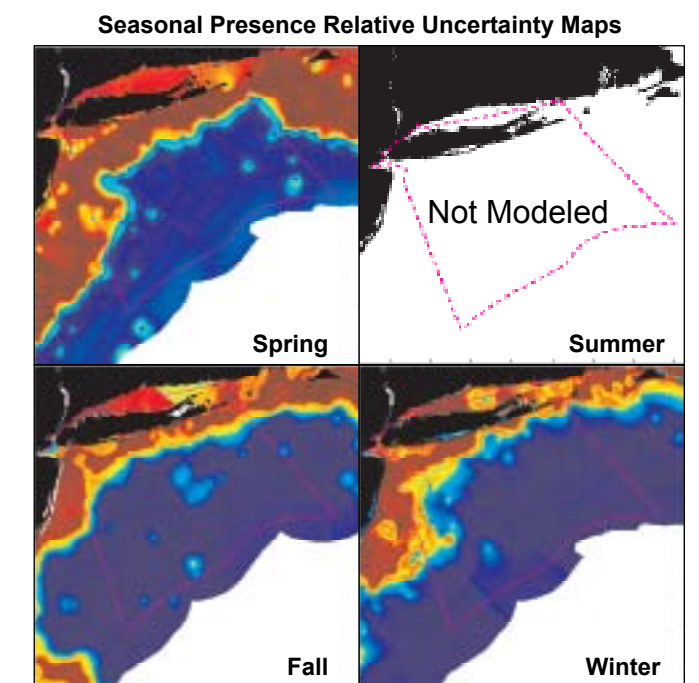 Seasonal Presence Relative Uncertainty Maps
Spring
Not Modeled
Summer
Fall
Winter